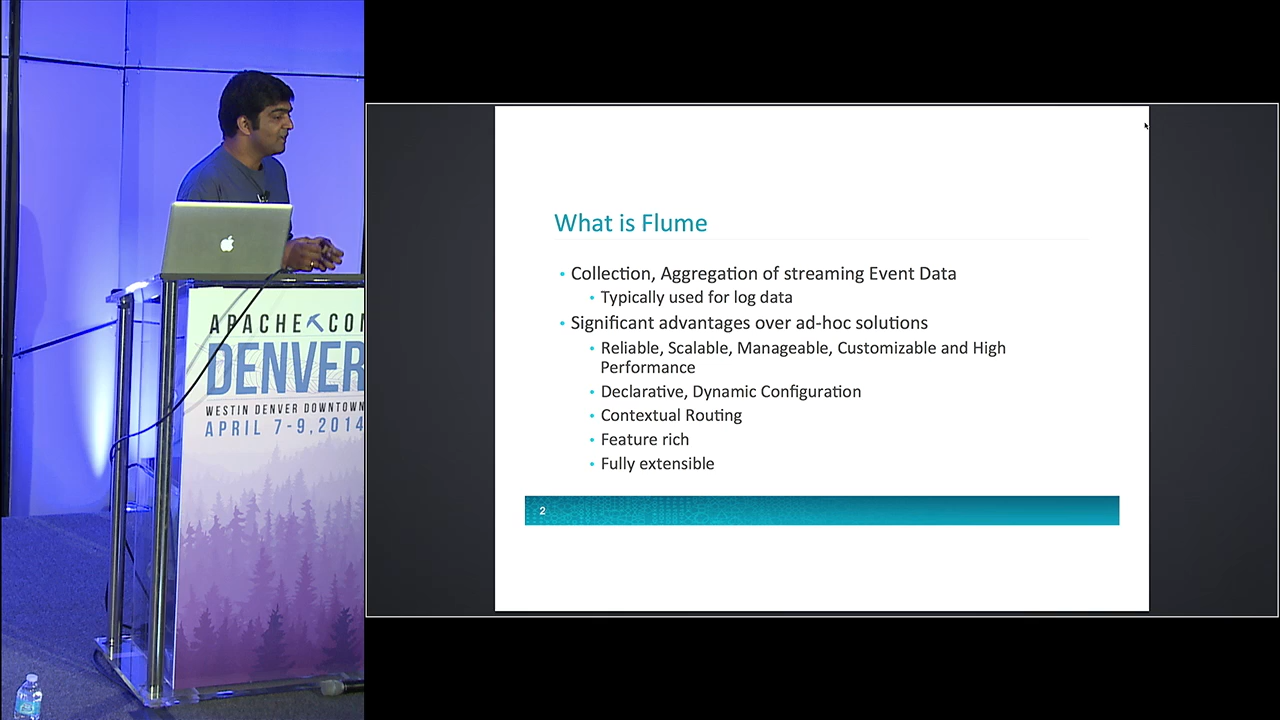 APACHE CON
DENVER
WESTIN DENVER DOWNTOWN
APRIL 7-9, 2014
What is Flume
• Collection, Aggregation of streaming Event Data
• Typically used for log data
• Significant advantages over ad-hoc solutions
• Reliable, Scalable, Manageable, Customizable and High
Performance
• Declarative, Dynamic Configuration
• Contextual Routing
• Feature rich
• Fully extensible
2